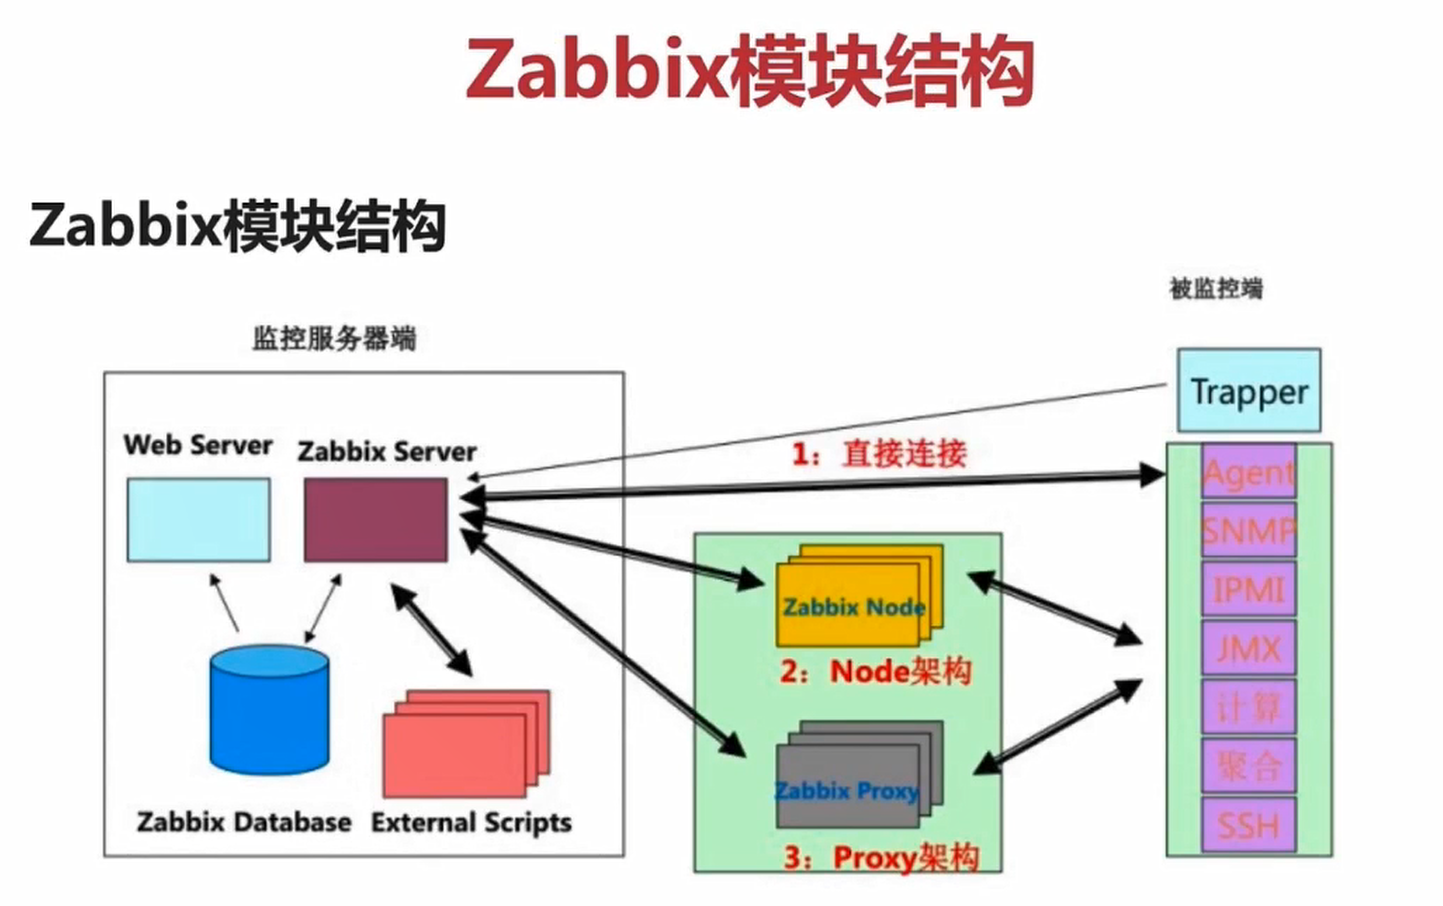 Zabbix模块结构
Zabbix模块结构
被监控端
监控服务器端
Trapper
Web Server
Zabbix Server
1：直接连接
Agent
SNMP
IPMI
Zabbix Node
JMX
2：Node架构
计算
聚合
Zabbix Proxy
Zabbix Database
External Scripts
SSH
3：Proxy架构